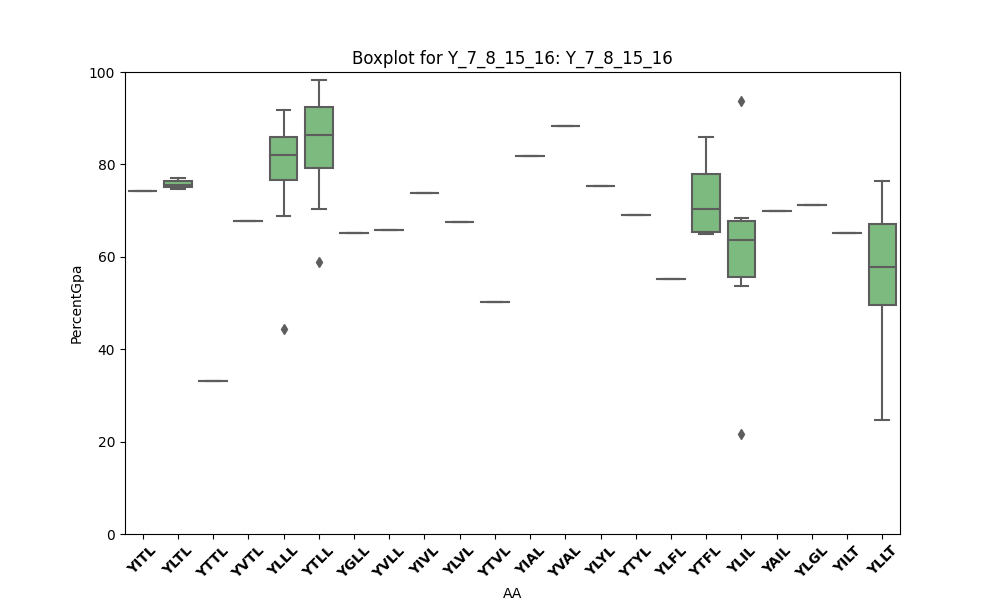 Boxplot for Y_7_8_15_16: Y_7_8_15_16
PercentGpa
100
80
60
40
20
0
YITL YLTL YTTL YVTL YLLL YTLL YGLL YVLL YIVL YLVL YTVL YIAL YVAL YLYL YTYL YLFL YTFL YLIL YAIL YLGL YILT YLLT
AA